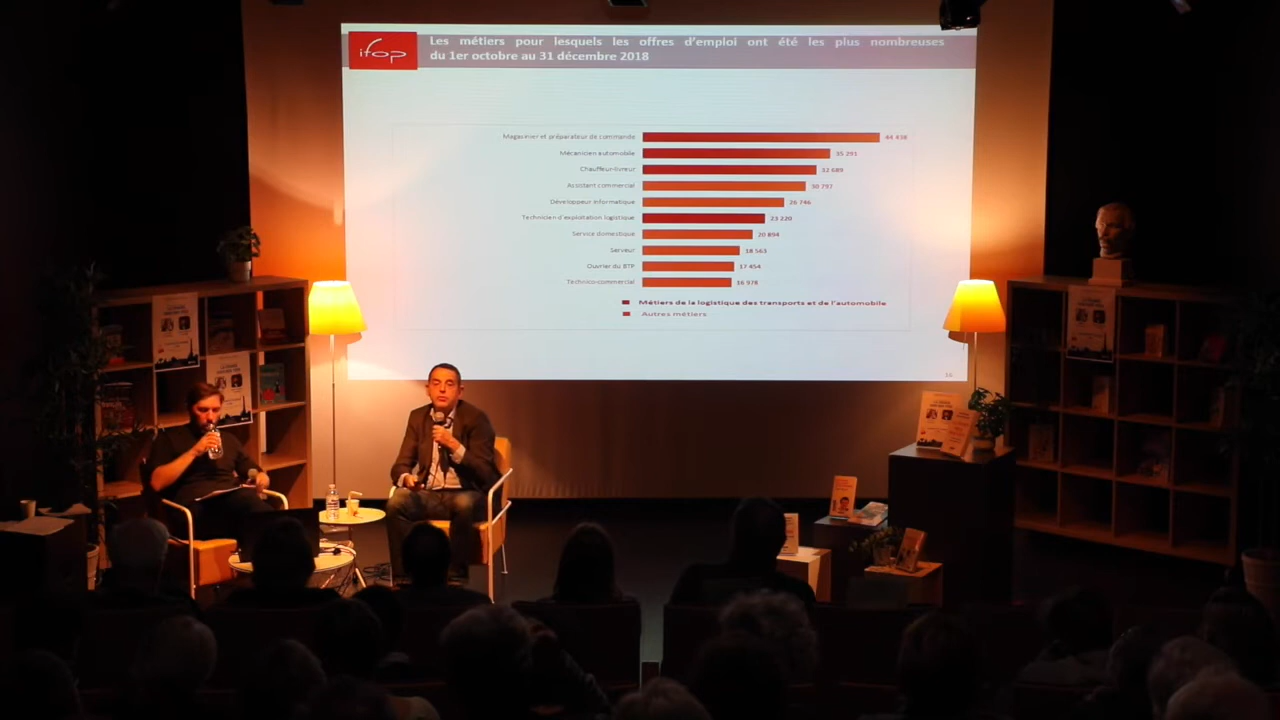 ifop
Les métiers pour lesquels les offres d'emploi ont été les plus nombreuses
du 1er octobre au 31 décembre 2018
Magasinier et préparateur de commande 44 438
Mécanicien automobile 35 291
Chauffeur-livreur 32 689
Assistant commercial 30 797
Développeur informatique 26 746
Technicien d'exploitation logistique 23 220
Service domestique 20 894
Serveur 18 563
Ouvrier du BTP 17 454
Technico-commercial 16 978
Métiers de la logistique des transports et de l'automobile
Autres métiers